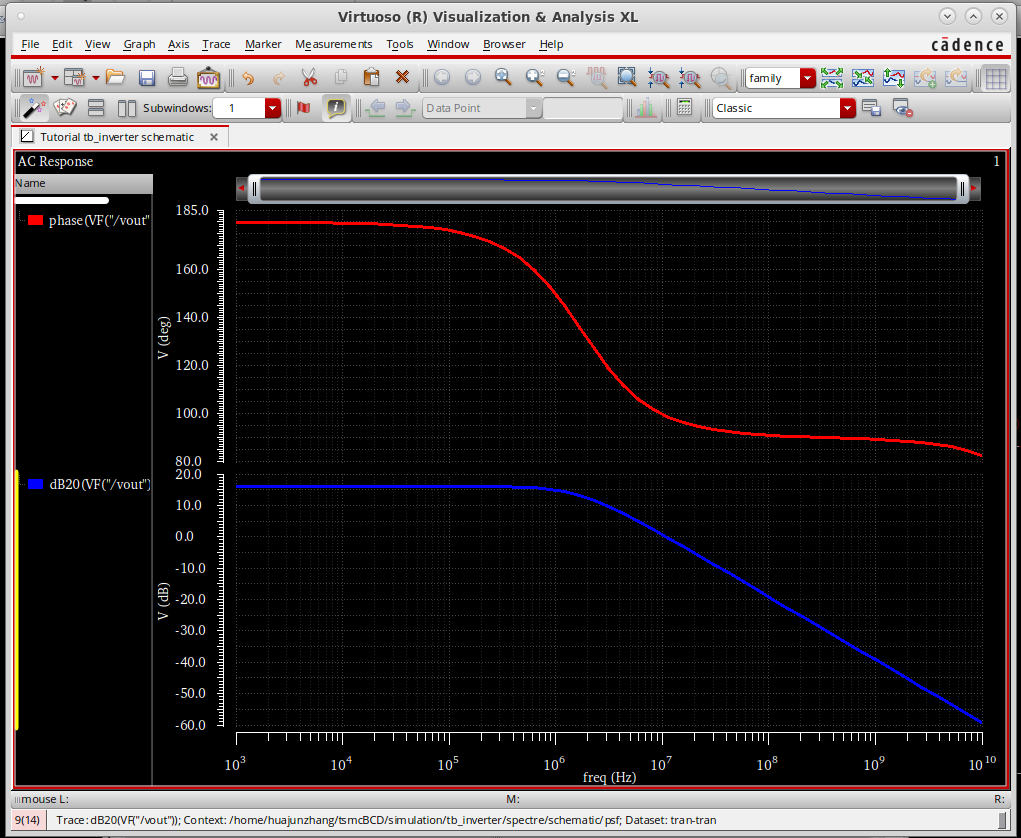 Virtuoso (R) Visualization & Analysis XL
File Edit View Graph Axis Trace Marker Measurements Tools Window Browser Help
cādence
family
Subwindows: 1
Data Point
Classic
Tutorial tb_inverter schematic
AC Response
1
Name
phase(VF("/vout"
dB20(VF("/vout")
185.0
160.0
140.0
120.0
100.0
80.0
V (deg)
20.0
10.0
0.0
-10.0
-20.0
-30.0
-40.0
-50.0
-60.0
V (dB)
10³ 10⁴ 10⁵ 10⁶ 10⁷ 10⁸ 10⁹ 10¹⁰
freq (Hz)
mouse L: M: R:
9(14) Trace: dB20(VF("/vout")); Context: /home/huajunzhang/tsmcBCD/simulation/tb_inverter/spectre/schematic/psf; Dataset: tran-tran